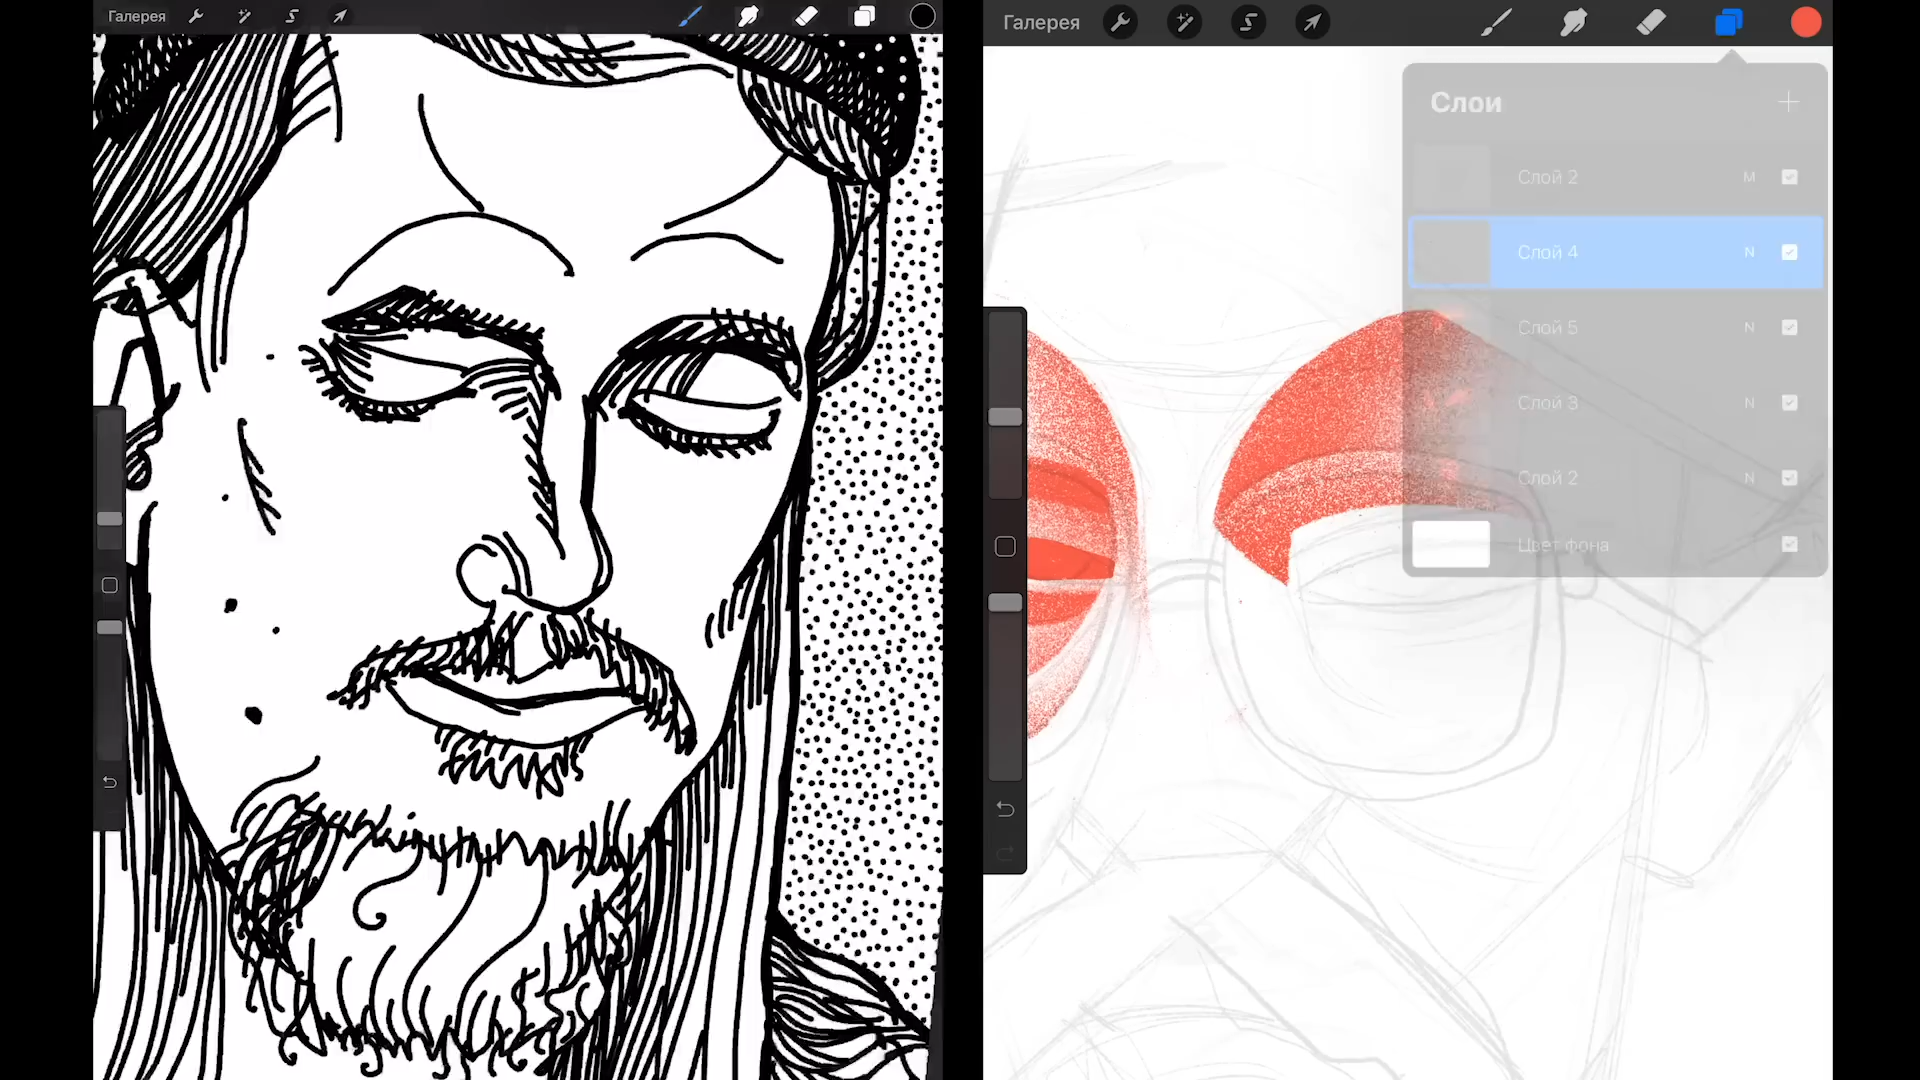 Галерея
Галерея
Слои
Слой 2 M
Слой 4 N
Слой 5 N
Слой 3 N
Слой 2 N
Цвет фона